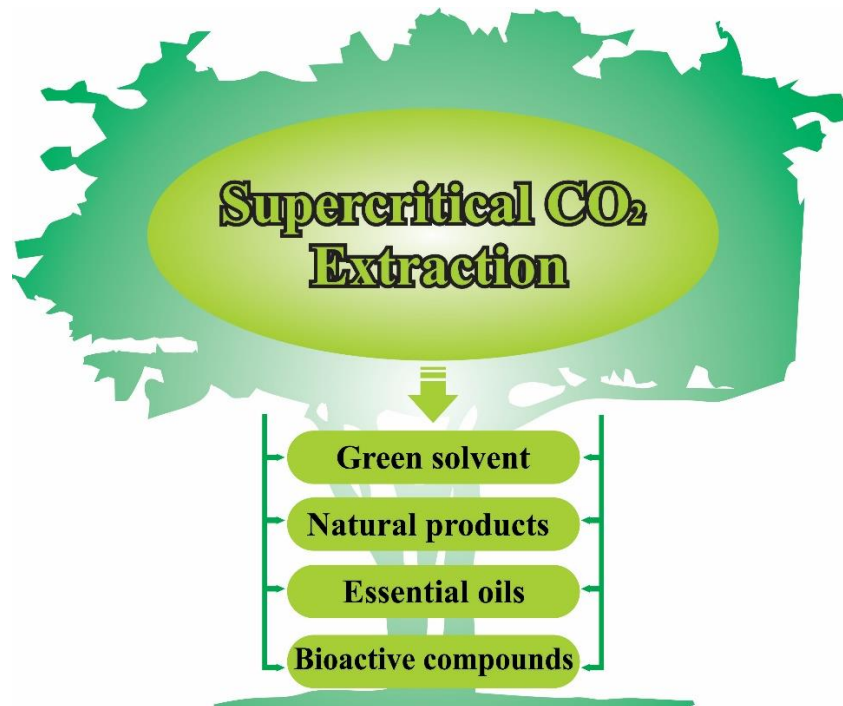 Supercritical CO₂
Extraction
Green solvent
Natural products
Essential oils
Bioactive compounds